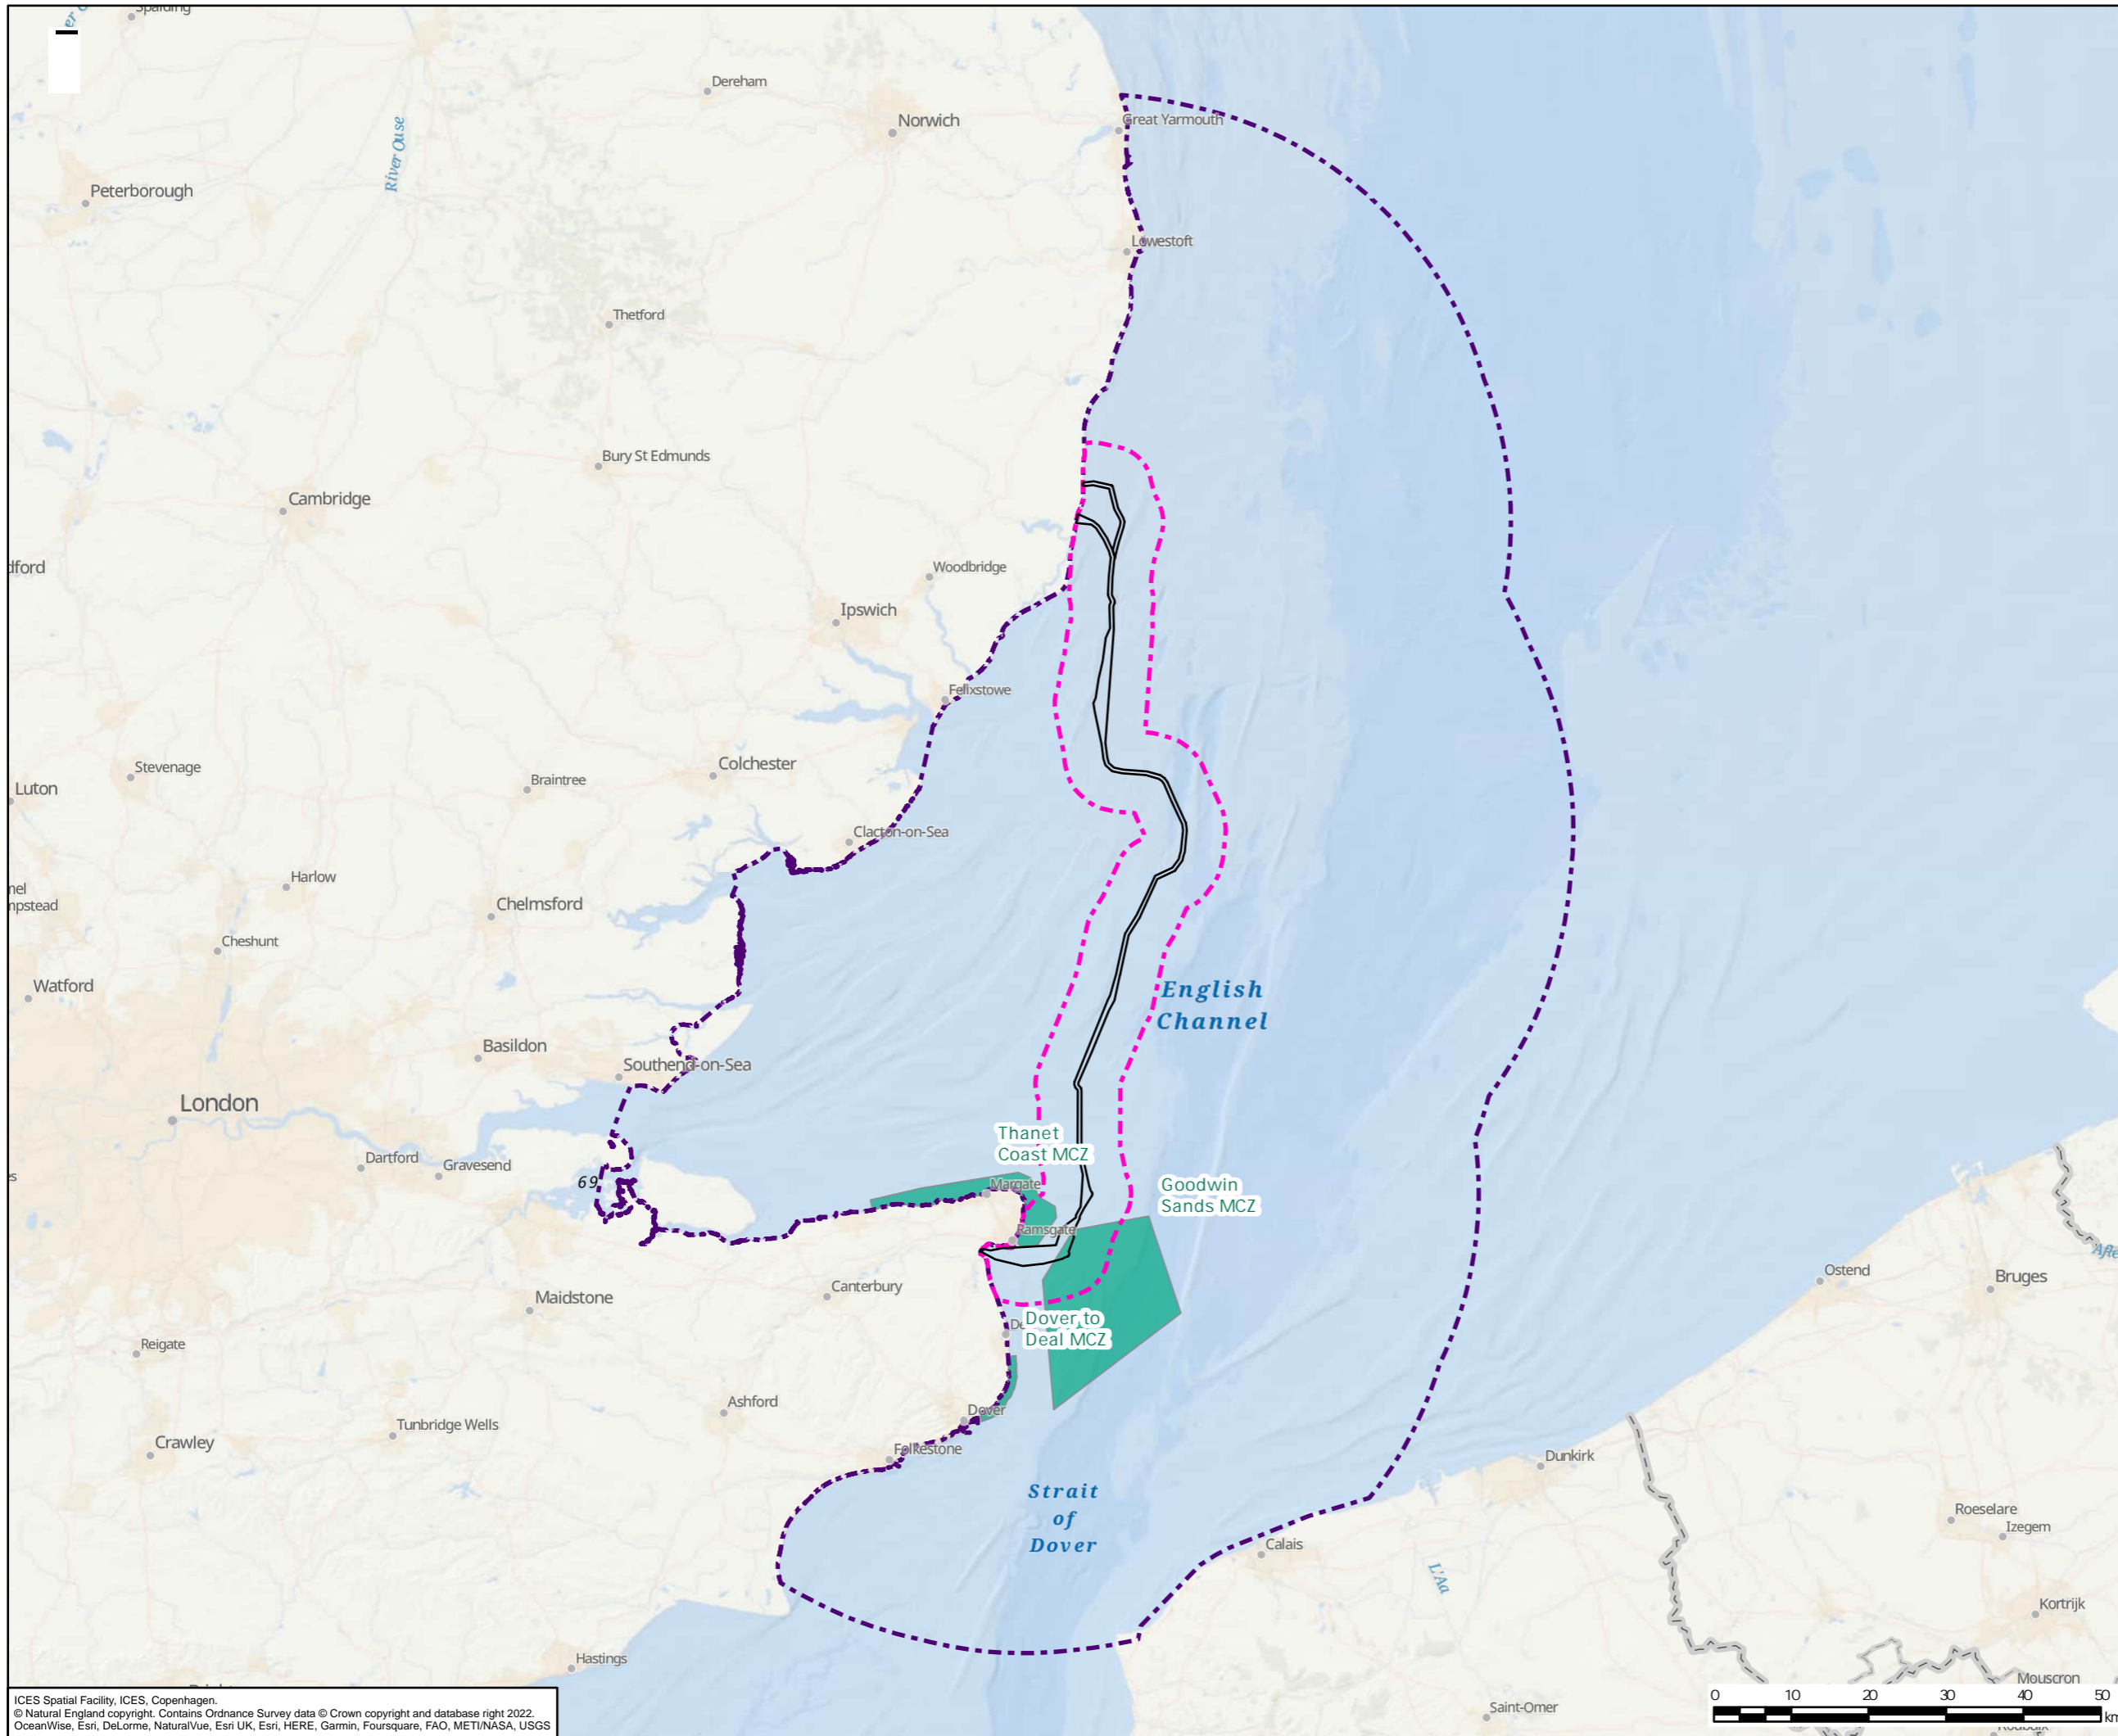 Spalding
Dereham
Norwich
Great Yarmouth
River Ouse
Peterborough
Lowestoft
Thetford
Bury St Edmunds
Cambridge
Woodbridge
Ipswich
Felixstowe
Stevenage
Colchester
Luton
Braintree
Clacton-on-Sea
Harlow
Chelmsford
Cheshunt
Watford
English
Channel
Basildon
Southend-on-Sea
London
Thanet
Coast MCZ
Dartford
Gravesend
69
Margate
Goodwin
Sands MCZ
Ramsgate
Ostend
Bruges
Canterbury
Maidstone
Dover to
Deal MCZ
Reigate
Ashford
Dover
Tunbridge Wells
Crawley
Folkestone
Dunkirk
Strait
of
Dover
Roeselare
Izegem
Calais
L'Aa
Kortrijk
Hastings
Mouscron
Saint-Omer
0 10 20 30 40 50
km
ICES Spatial Facility, ICES, Copenhagen.
© Natural England copyright. Contains Ordnance Survey data © Crown copyright and database right 2022.
OceanWise, Esri, DeLorme, NaturalVue, Esri UK, Esri, HERE, Garmin, Foursquare, FAO, METI/NASA, USGS